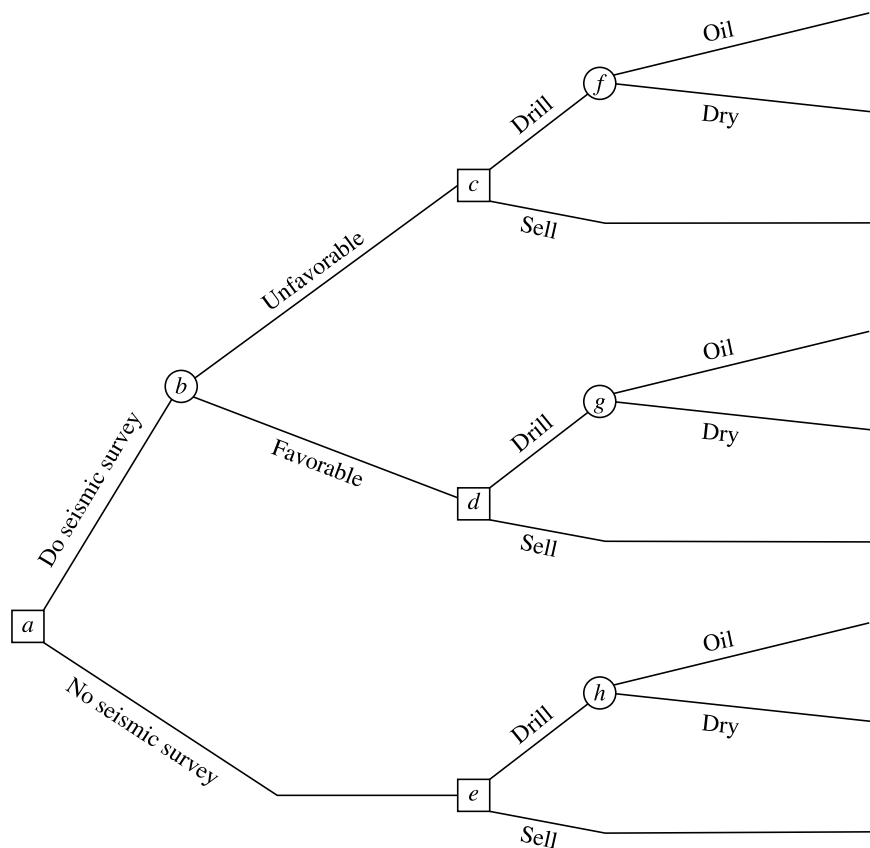 Oil
f
Drill
Dry
c
Sell
Unfavorable
Oil
b
g
Drill
Dry
Favorable
Do seismic survey
d
Sell
a
Oil
h
No seismic survey
Drill
Dry
e
Sell